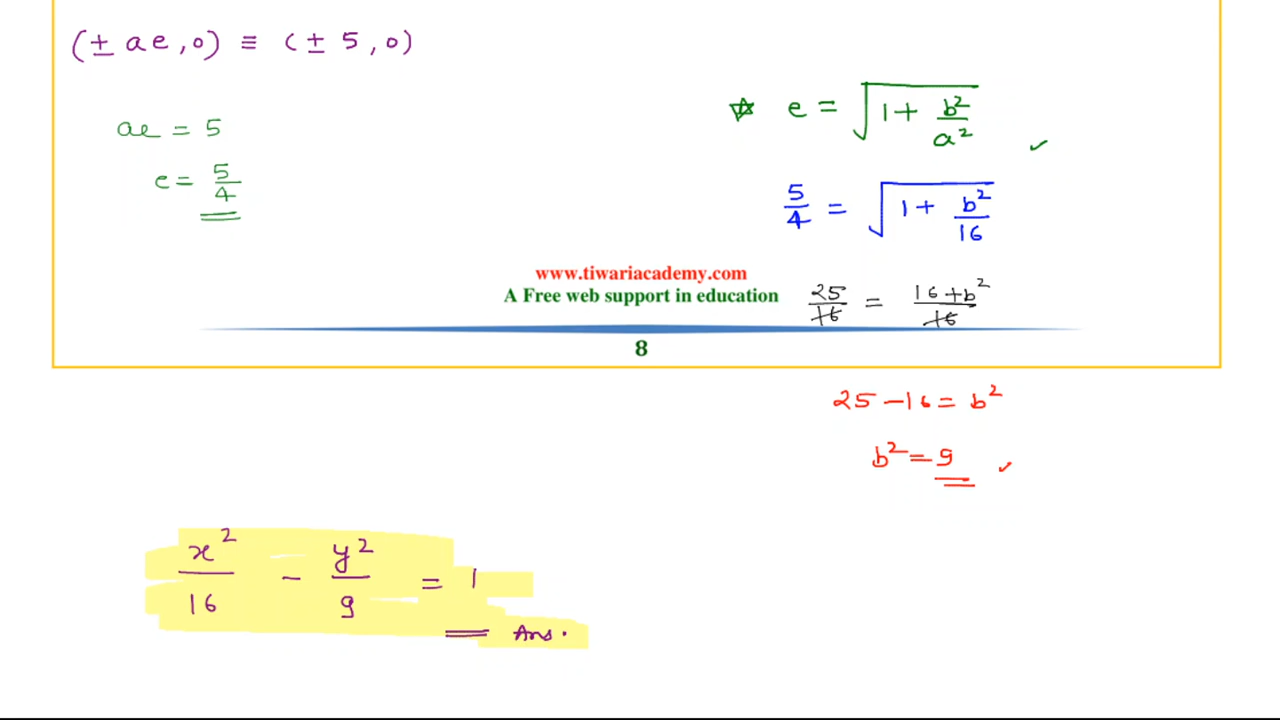 (± ae, 0) ≡ (± 5, 0)
ae = 5
e = 5/4
☆ e = √(1 + b²/a²) ✓
5/4 = √(1 + b²/16)
www.tiwariacademy.com
A Free web support in education
25/16 = 16+b²/16
8
25 - 16 = b²
b² = 9 ✓
x²/16 - y²/9 = 1
Ans.